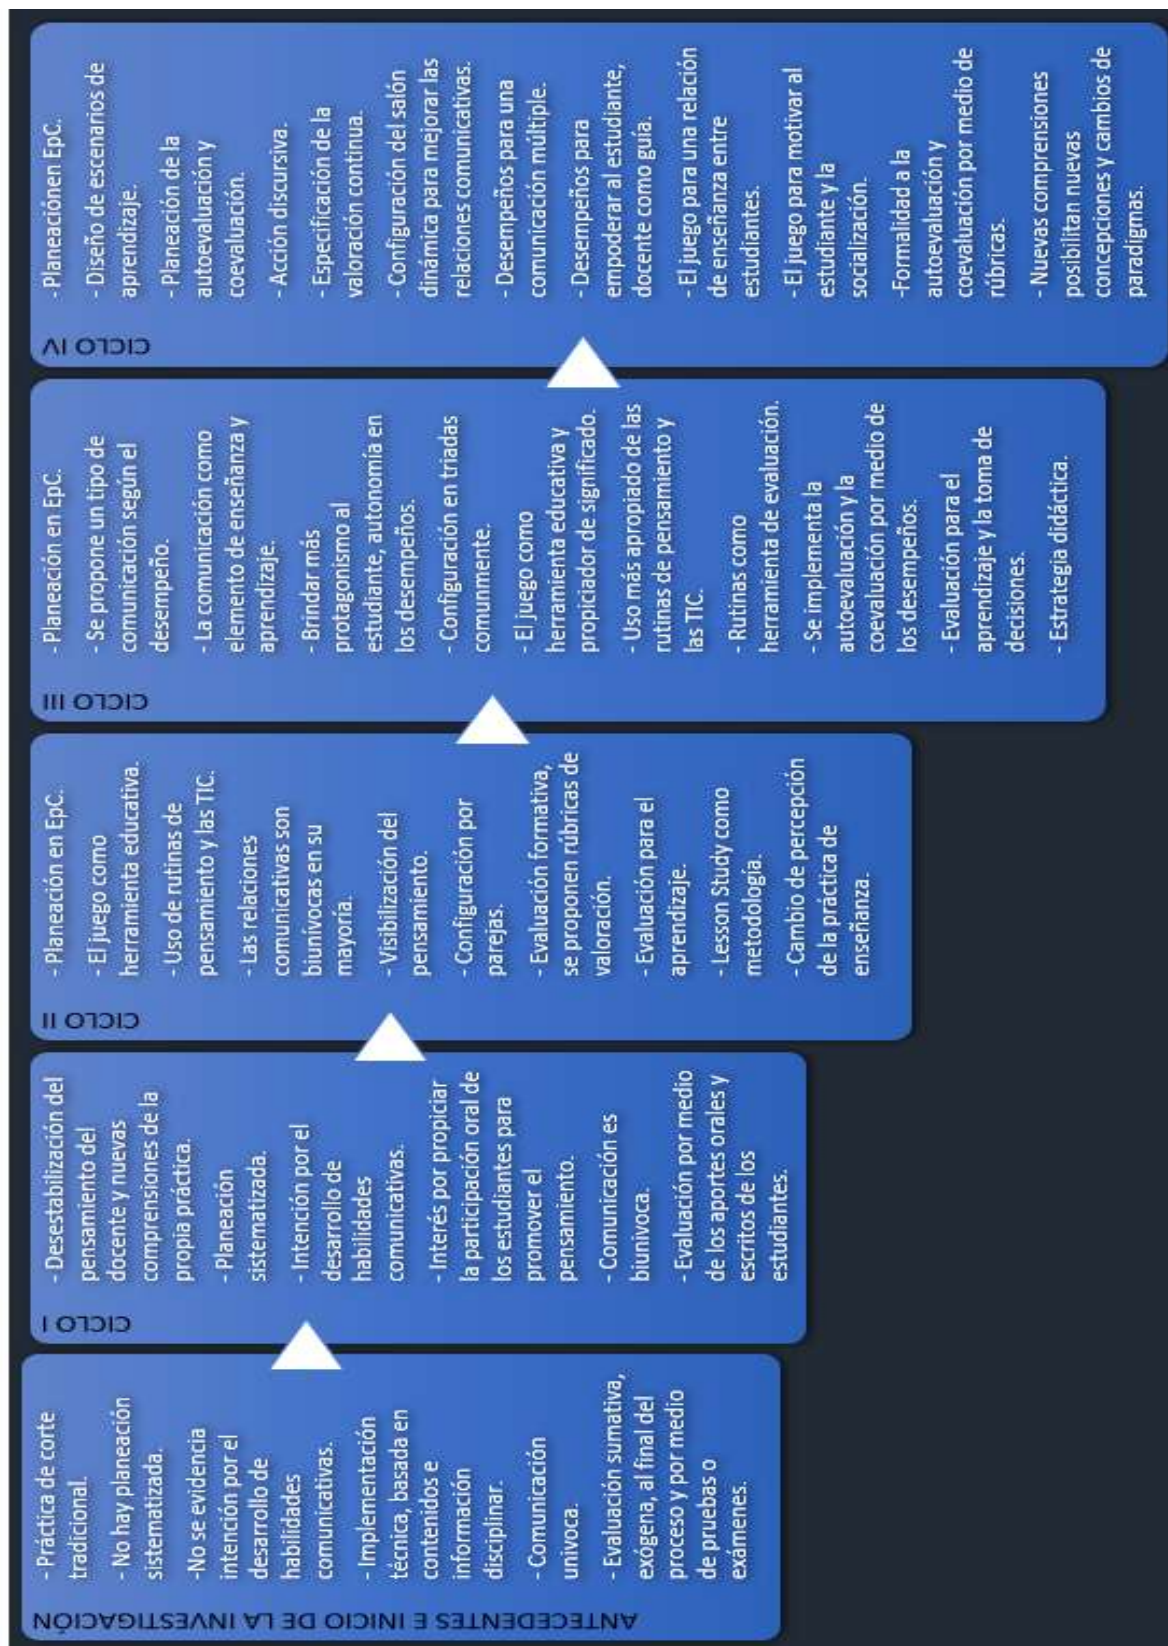 ANTECEDENTES E INICIO DE LA INVESTIGACIÓN
- Práctica de corte
tradicional.
- No hay planeación
sistematizada.
-No se evidencia
intención por el
desarrollo de
habilidades
comunicativas.
- Implementación
técnica, basada en
contenidos e
información
disciplinar.
- Comunicación
univoca.
- Evaluación sumativa,
exógena, al final del
proceso y por medio
de pruebas o
exámenes.
CICLO I
- Desestabilización del
pensamiento del
docente y nuevas
comprensiones de la
propia práctica.
- Planeación
sistematizada.
- Intención por el
desarrollo de
habilidades
comunicativas.
- Interés por propiciar
la participación oral de
los estudiantes para
promover el
pensamiento.
- Comunicación es
biunivoca.
- Evaluación por medio
de los aportes orales y
escritos de los
estudiantes.
CICLO II
- Planeación en EpC.
- El juego como
herramienta educativa.
- Uso de rutinas de
pensamiento y las TIC.
- Las relaciones
comunicativas son
biunívocas en su
mayoría.
- Visibilización del
pensamiento.
- Configuración por
parejas.
- Evaluación formativa,
se proponen rúbricas de
valoración.
- Evaluación para el
aprendizaje.
- Lesson Study como
metodología.
- Cambio de percepción
de la práctica de
enseñanza.
CICLO III
- Planeación en EpC.
- Se propone un tipo de
comunicación según el
desempeño.
- La comunicación como
elemento de enseñanza y
aprendizaje.
- Brindar más
protagonismo al
estudiante, autonomía en
los desempeños.
- Configuración en triadas
comunmente.
- El juego como
herramienta educativa y
propiciador de significado.
- Uso más apropiado de las
rutinas de pensamiento y
las TIC.
- Rutinas como
herramienta de evaluación.
- Se implementa la
autoevaluación y la
coevaluación por medio de
los desempeños.
- Evaluación para el
aprendizaje y la toma de
decisiones.
- Estrategia didáctica.
CICLO IV
- Planeaciónen EpC.
- Diseño de escenarios de
aprendizaje.
- Planeación de la
autoevaluación y
coevaluación.
- Acción discursiva.
- Especificación de la
valoración continua.
- Configuración del salón
dinámica para mejorar las
relaciones comunicativas.
- Desempeños para una
comunicación múltiple.
- Desempeños para
empoderar al estudiante,
docente como guía.
- El juego para una relación
de enseñanza entre
estudiantes.
- El juego para motivar al
estudiante y la
socialización.
-Formalidad a la
autoevaluación y
coevaluación por medio de
rúbricas.
- Nuevas comprensiones
posibilitan nuevas
concepciones y cambios de
paradigmas.